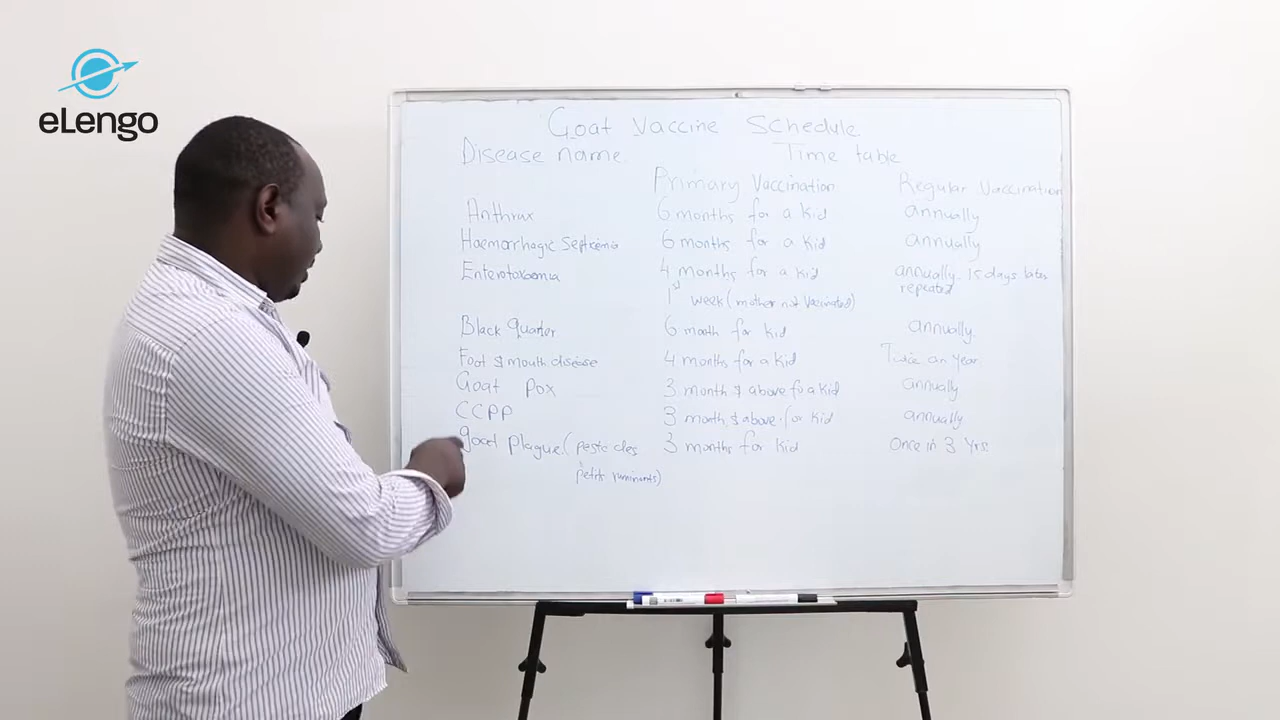 eLengo
Goat Vaccine Schedule
Disease name Time table
Primary Vaccination Regular Vaccination
Anthrax 6 months for a kid annually
Haemorrhagic Septicemia 6 months for a kid annually
Enterotoxemia 4 months for a kid annually 15 days later
repeated
1st week (mother not vaccinated)
Black quarter 6 month for kid annually
Foot & mouth disease 4 months for a kid Twice an year
Goat pox 3 month & above fo a kid annually
CCPP 3 month & above for kid annually
good plague (peste des 3 months for kid Once in 3 Yrs.
petits ruminants)